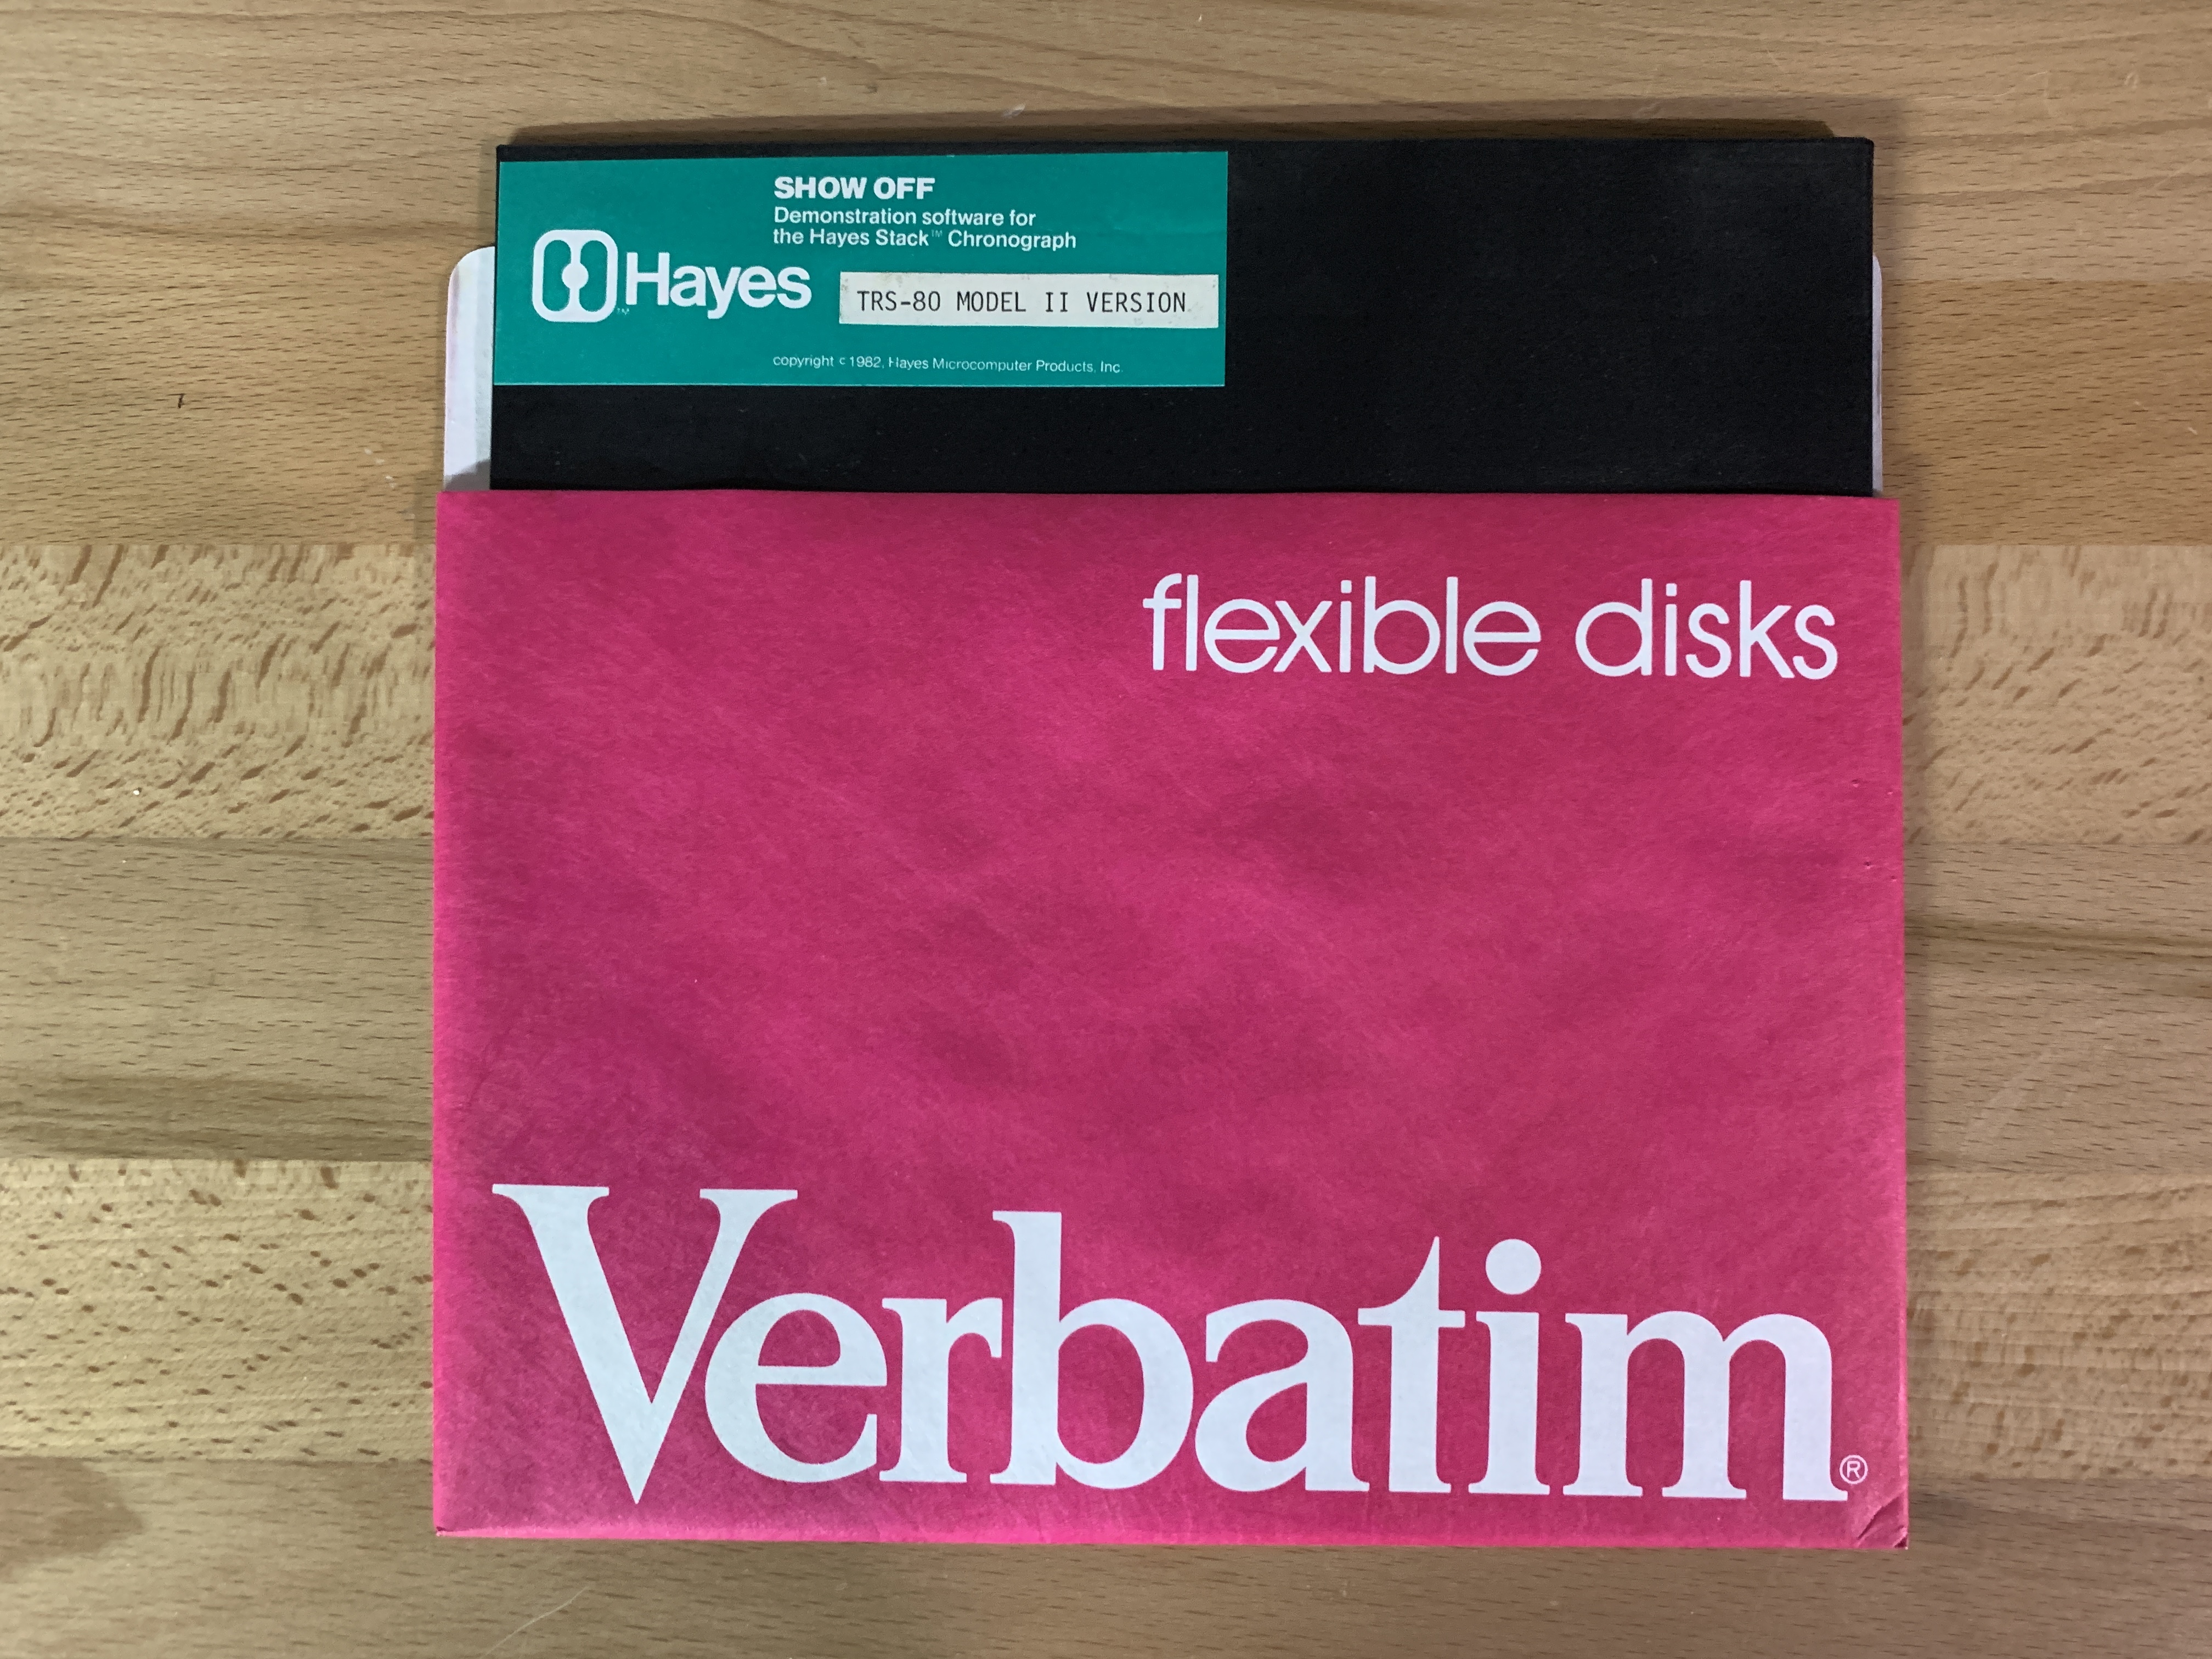 SHOW OFF
Demonstration software for
the Hayes Stack™ Chronograph
Hayes™
TRS-80 MODEL II VERSION
copyright c 1982, Hayes Microcomputer Products, Inc.
flexible disks
Verbatim®